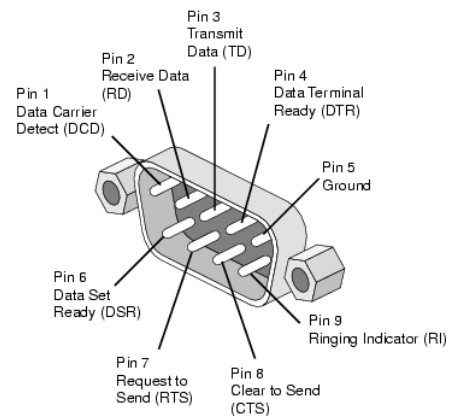 Pin 3
Transmit
Data (TD)
Pin 2
Receive Data
(RD)
Pin 4
Data Terminal
Ready (DTR)
Pin 1
Data Carrier
Detect (DCD)
Pin 5
Ground
Pin 6
Data Set
Ready (DSR)
Pin 9
Ringing Indicator (RI)
Pin 7
Request to
Send (RTS)
Pin 8
Clear to Send
(CTS)